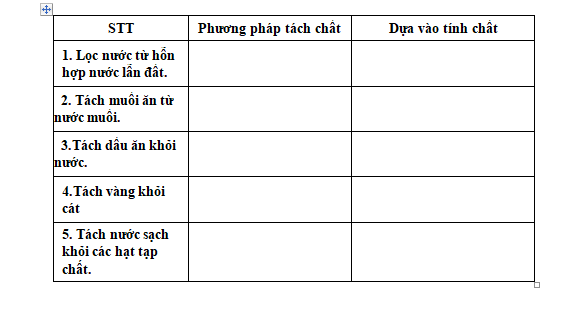 STT Phương pháp tách chất Dựa vào tính chất
1. Lọc nước từ hỗn
hợp nước lẫn đất.
2. Tách muối ăn từ
nước muối.
3.Tách dầu ăn khỏi
nước.
4.Tách vàng khỏi
cát
5. Tách nước sạch
khỏi các hạt tạp
chất.